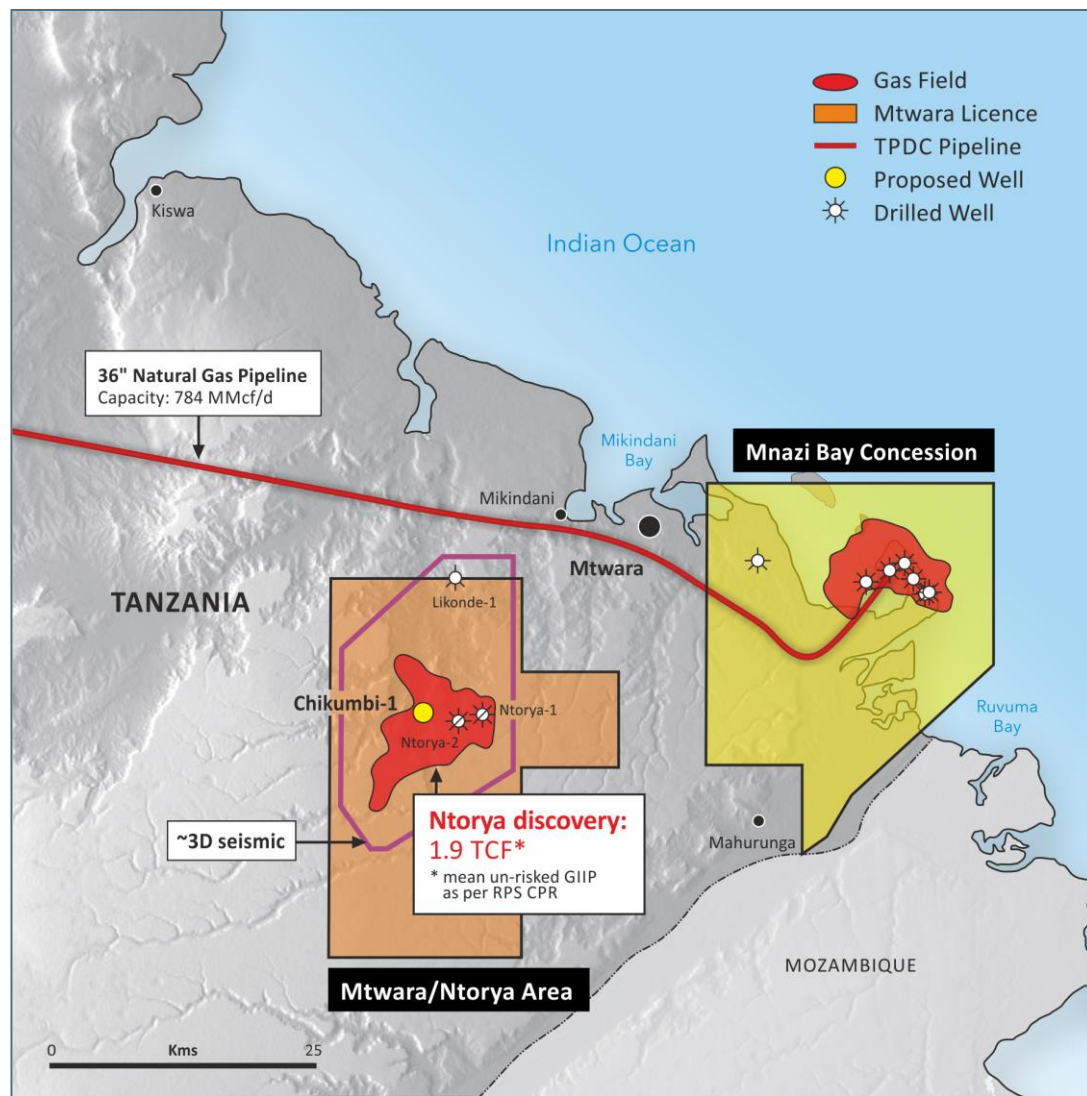 Gas Field
Mtwara Licence
TPDC Pipeline
Proposed Well
Drilled Well
Kiswa
Indian Ocean
36" Natural Gas Pipeline
Capacity: 784 MMcf/d
Mikindani
Bay
Mnazi Bay Concession
Mikindani
Mtwara
TANZANIA
Likonde-1
Chikumbi-1
Ntorya-1
Ntorya-2
Ruvuma
Bay
~3D seismic
Ntorya discovery:
1.9 TCF*
* mean un-risked GIIP
as per RPS CPR
Mahurunga
MOZAMBIQUE
Mtwara/Ntorya Area
0 Kms 25